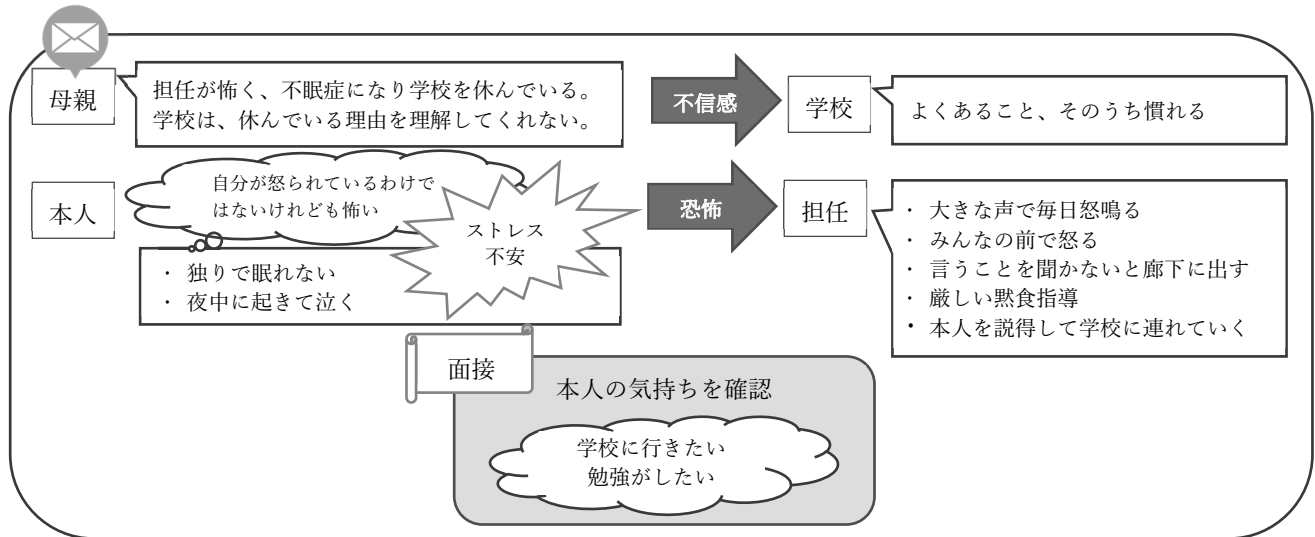 母親
担任が怖く、不眠症になり学校を休んでいる。
学校は、休んでいる理由を理解してくれない。
不信感
学校
よくあること、そのうち慣れる
本人
自分が怒られているわけで
はないけれども怖い
ストレス
不安
・ 独りで眠れない
・ 夜中に起きて泣く
恐怖
担任
・ 大きな声で毎日怒鳴る
・ みんなの前で怒る
・ 言うことを聞かないと廊下に出す
・ 厳しい黙食指導
・ 本人を説得して学校に連れていく
面接
本人の気持ちを確認
学校に行きたい
勉強がしたい